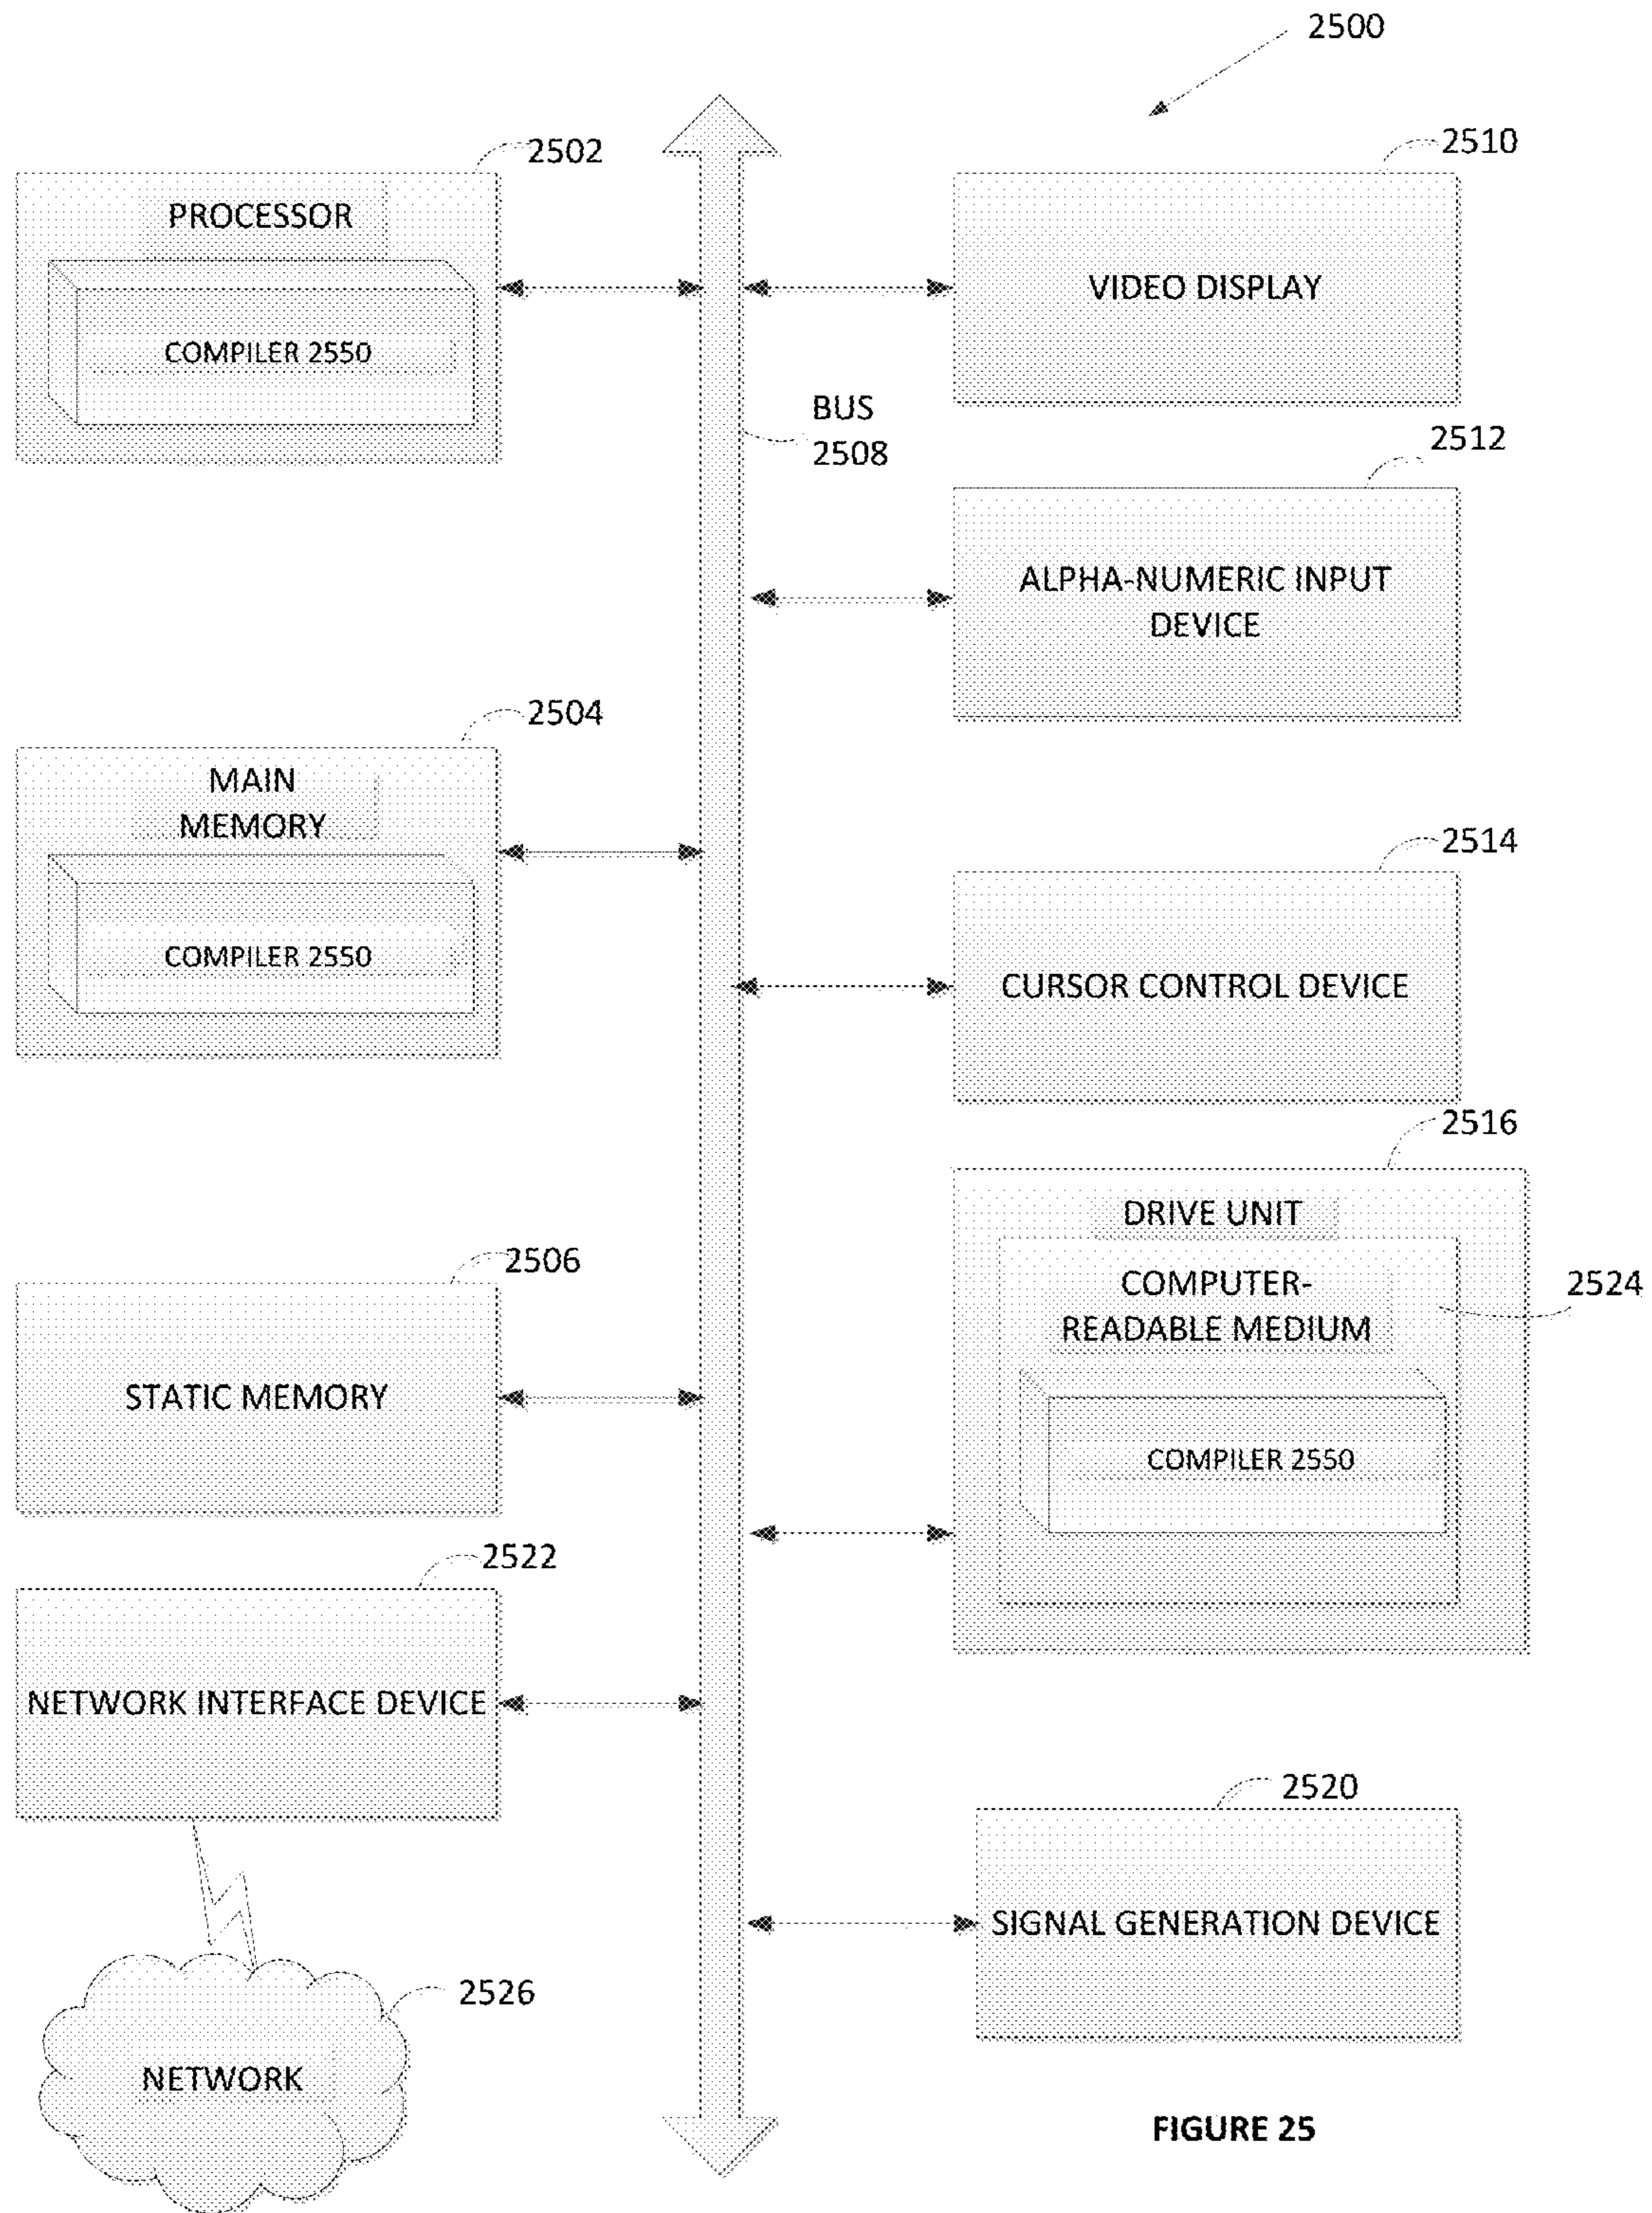 2500
2502
PROCESSOR
COMPILER 2550
2510
VIDEO DISPLAY
BUS
2508
2512
ALPHA-NUMERIC INPUT
DEVICE
2504
MAIN
MEMORY
COMPILER 2550
2514
CURSOR CONTROL DEVICE
2516
DRIVE UNIT
COMPUTER-
READABLE MEDIUM
2524
COMPILER 2550
2506
STATIC MEMORY
2522
NETWORK INTERFACE DEVICE
2520
SIGNAL GENERATION DEVICE
2526
NETWORK
FIGURE 25